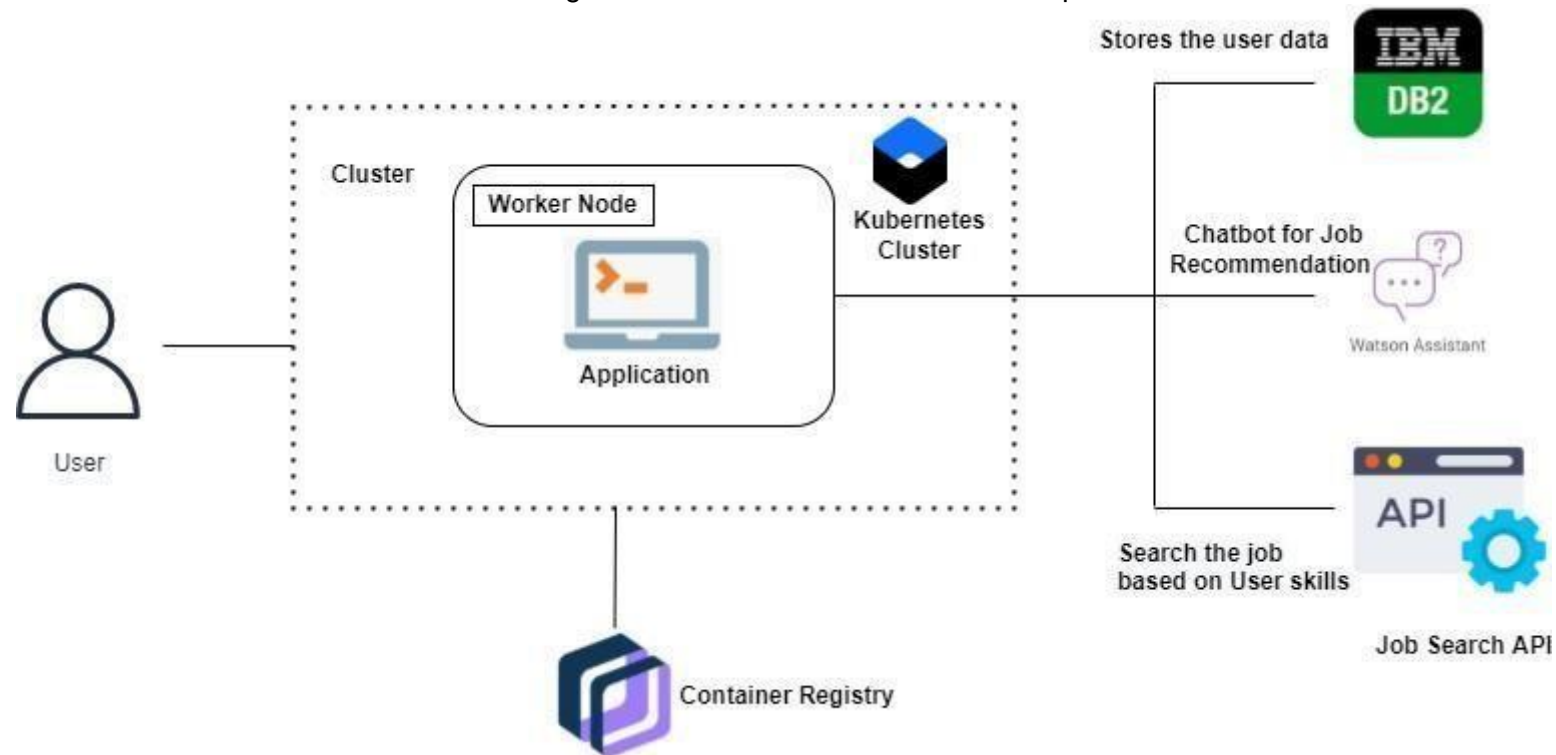 Stores the user data
IBM
DB2
Cluster
Worker Node
Kubernetes
Cluster
Application
Chatbot for Job
Recommendation
?
Watson Assistant
User
API
Search the job
based on User skills
Job Search API
Container Registry